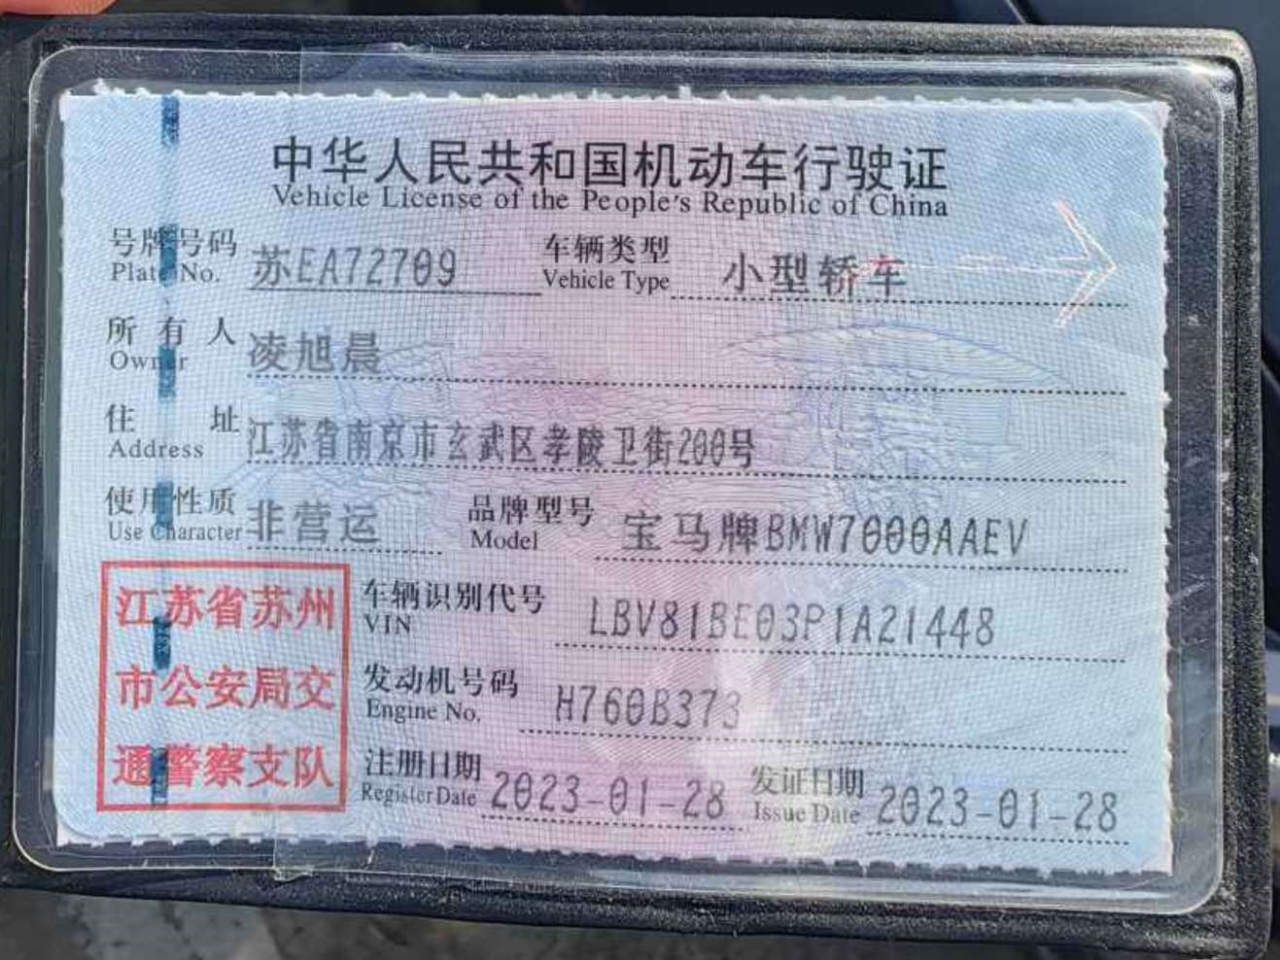 中华人民共和国机动车行驶证
Vehicle License of the People's Republic of China
号牌号码 苏EA72709 车辆类型 小型轿车
Plate No. Vehicle Type
所有人 凌旭晨
Owner
住址 江苏省南京市玄武区孝陵卫街200号
Address
使用性质 非营运 品牌型号 宝马牌BMW7000AAEV
Use Character Model
江苏省苏州
市公安局交
通警察支队
车辆识别代号 LBV81BE03P1A21448
VIN
发动机号码 H760B373
Engine No.
注册日期 2023-01-28 发证日期 2023-01-28
Register Date Issue Date